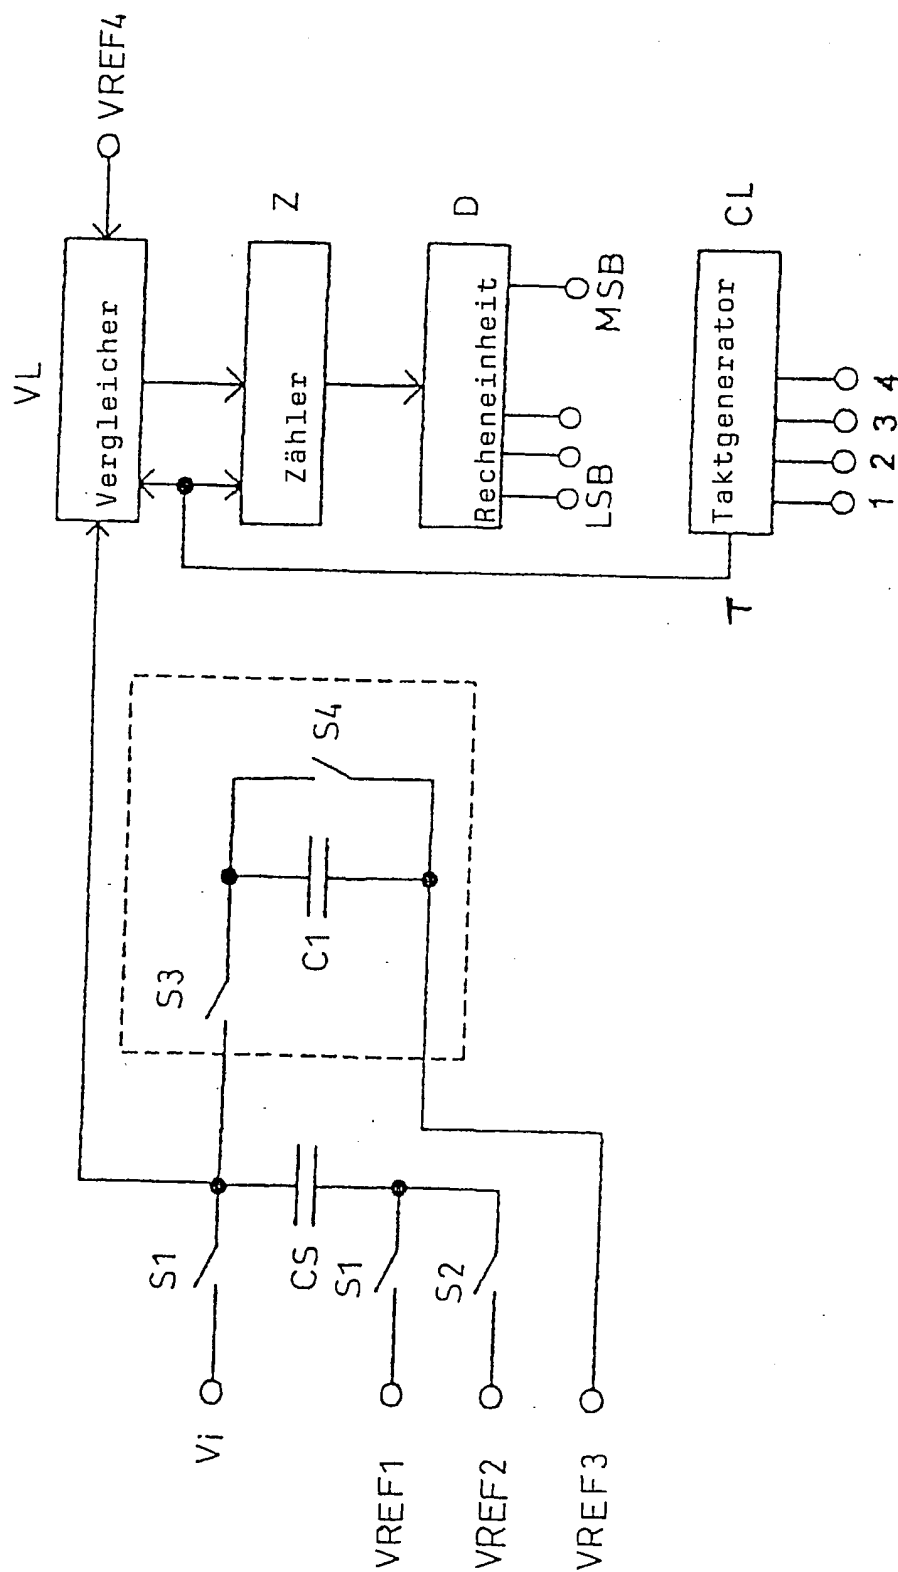 VL
Vergleicher
VREF4
Z
Zähler
D
Recheneinheit
LSB
MSB
CL
Taktgenerator
T
1 2 3 4
S3
C1
S4
S1
CS
S1
S2
Vi
VREF1
VREF2
VREF3